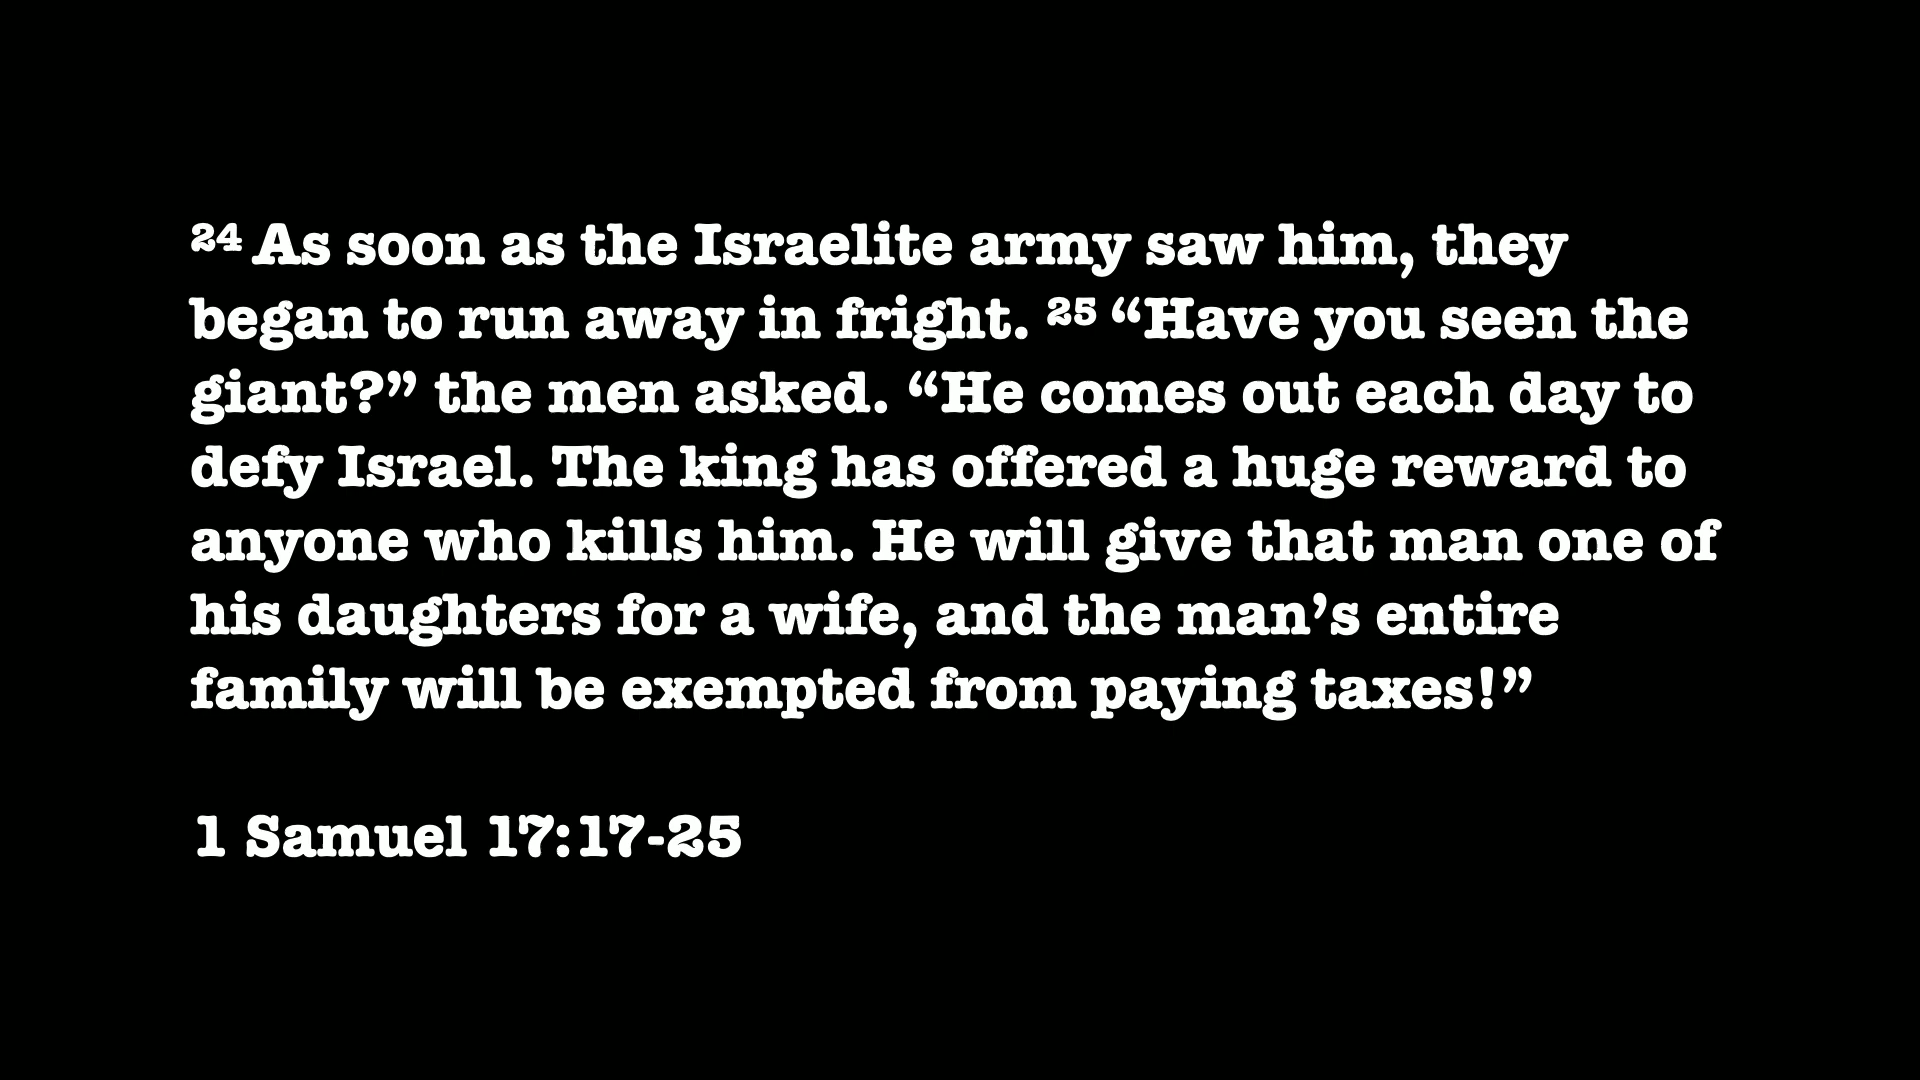 ²⁴ As soon as the Israelite army saw him, they
began to run away in fright. ²⁵ “Have you seen the
giant?” the men asked. “He comes out each day to
defy Israel. The king has offered a huge reward to
anyone who kills him. He will give that man one of
his daughters for a wife, and the man’s entire
family will be exempted from paying taxes!”
1 Samuel 17:17-25